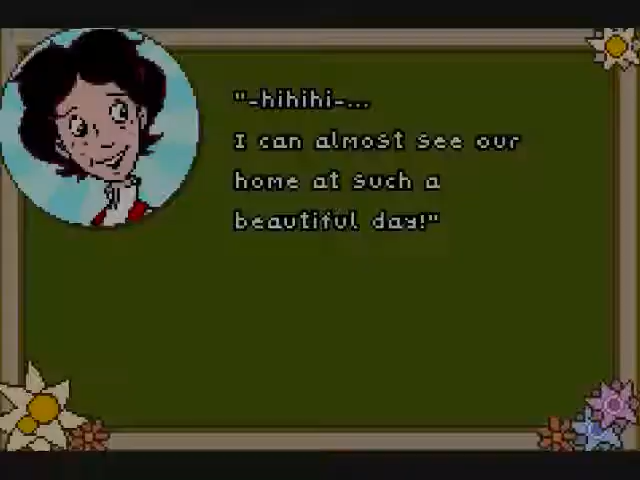 "-hihihi-...
I can almost see our
home at such a
beautiful day!"